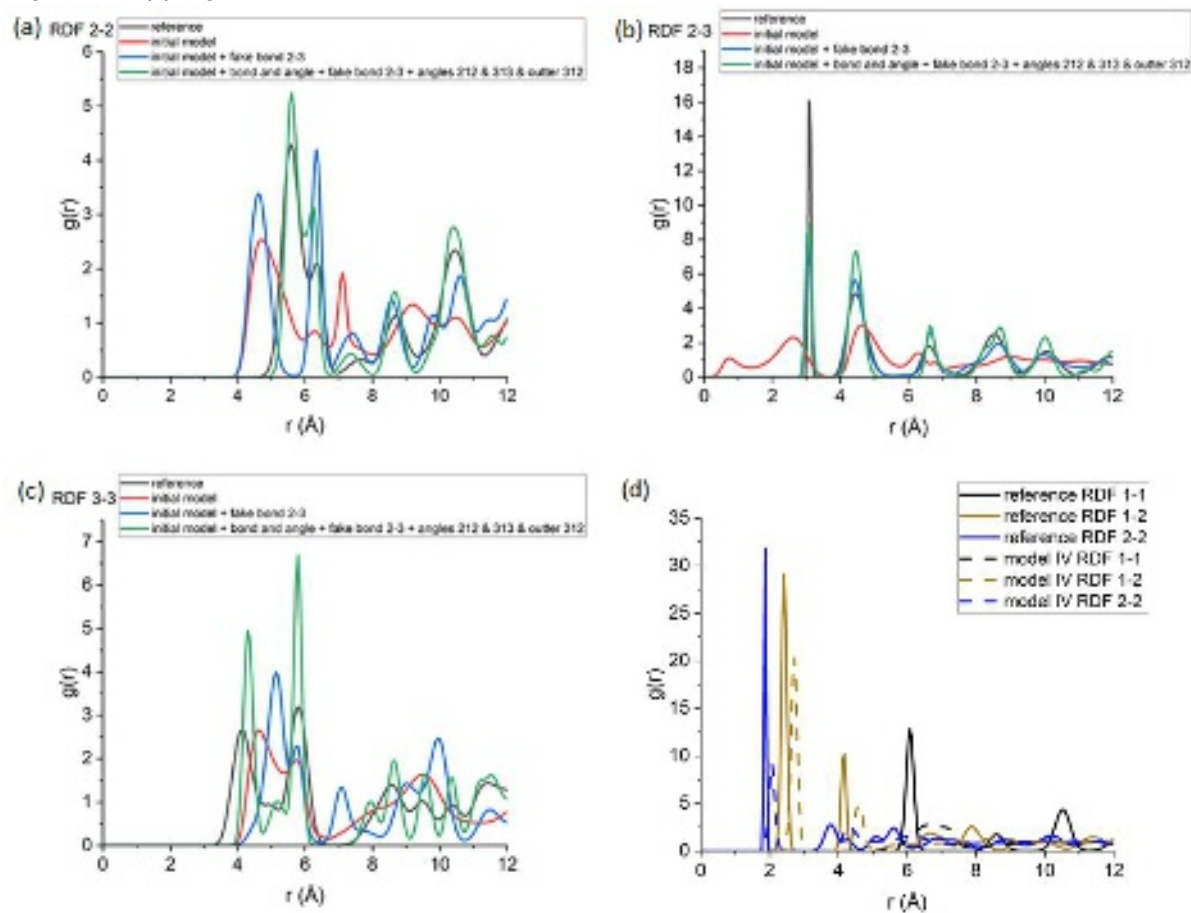 (a) RDF 2-2
reference
initial model
initial model + fake bond 2-3
initial model + bond and angle + fake bond 2-3 + angles 212 & 313 & outter 312
6
5
4
3
2
1
0
g(r)
0 2 4 6 8 10 12
r (Å)
(b) RDF 2-3
reference
initial model
initial model + fake bond 2-3
initial model + bond and angle + fake bond 2-3 + angles 212 & 313 & outter 312
18
16
14
12
10
8
6
4
2
0
g(r)
0 2 4 6 8 10 12
r (Å)
(c) RDF 3-3
reference
initial model
initial model + fake bond 2-3
initial model + bond and angle + fake bond 2-3 + angles 212 & 313 & outter 312
7
6
5
4
3
2
1
0
g(r)
0 2 4 6 8 10 12
r (Å)
(d)
reference RDF 1-1
reference RDF 1-2
reference RDF 2-2
model IV RDF 1-1
model IV RDF 1-2
model IV RDF 2-2
35
30
25
20
15
10
5
0
g(r)
0 2 4 6 8 10 12
r (Å)